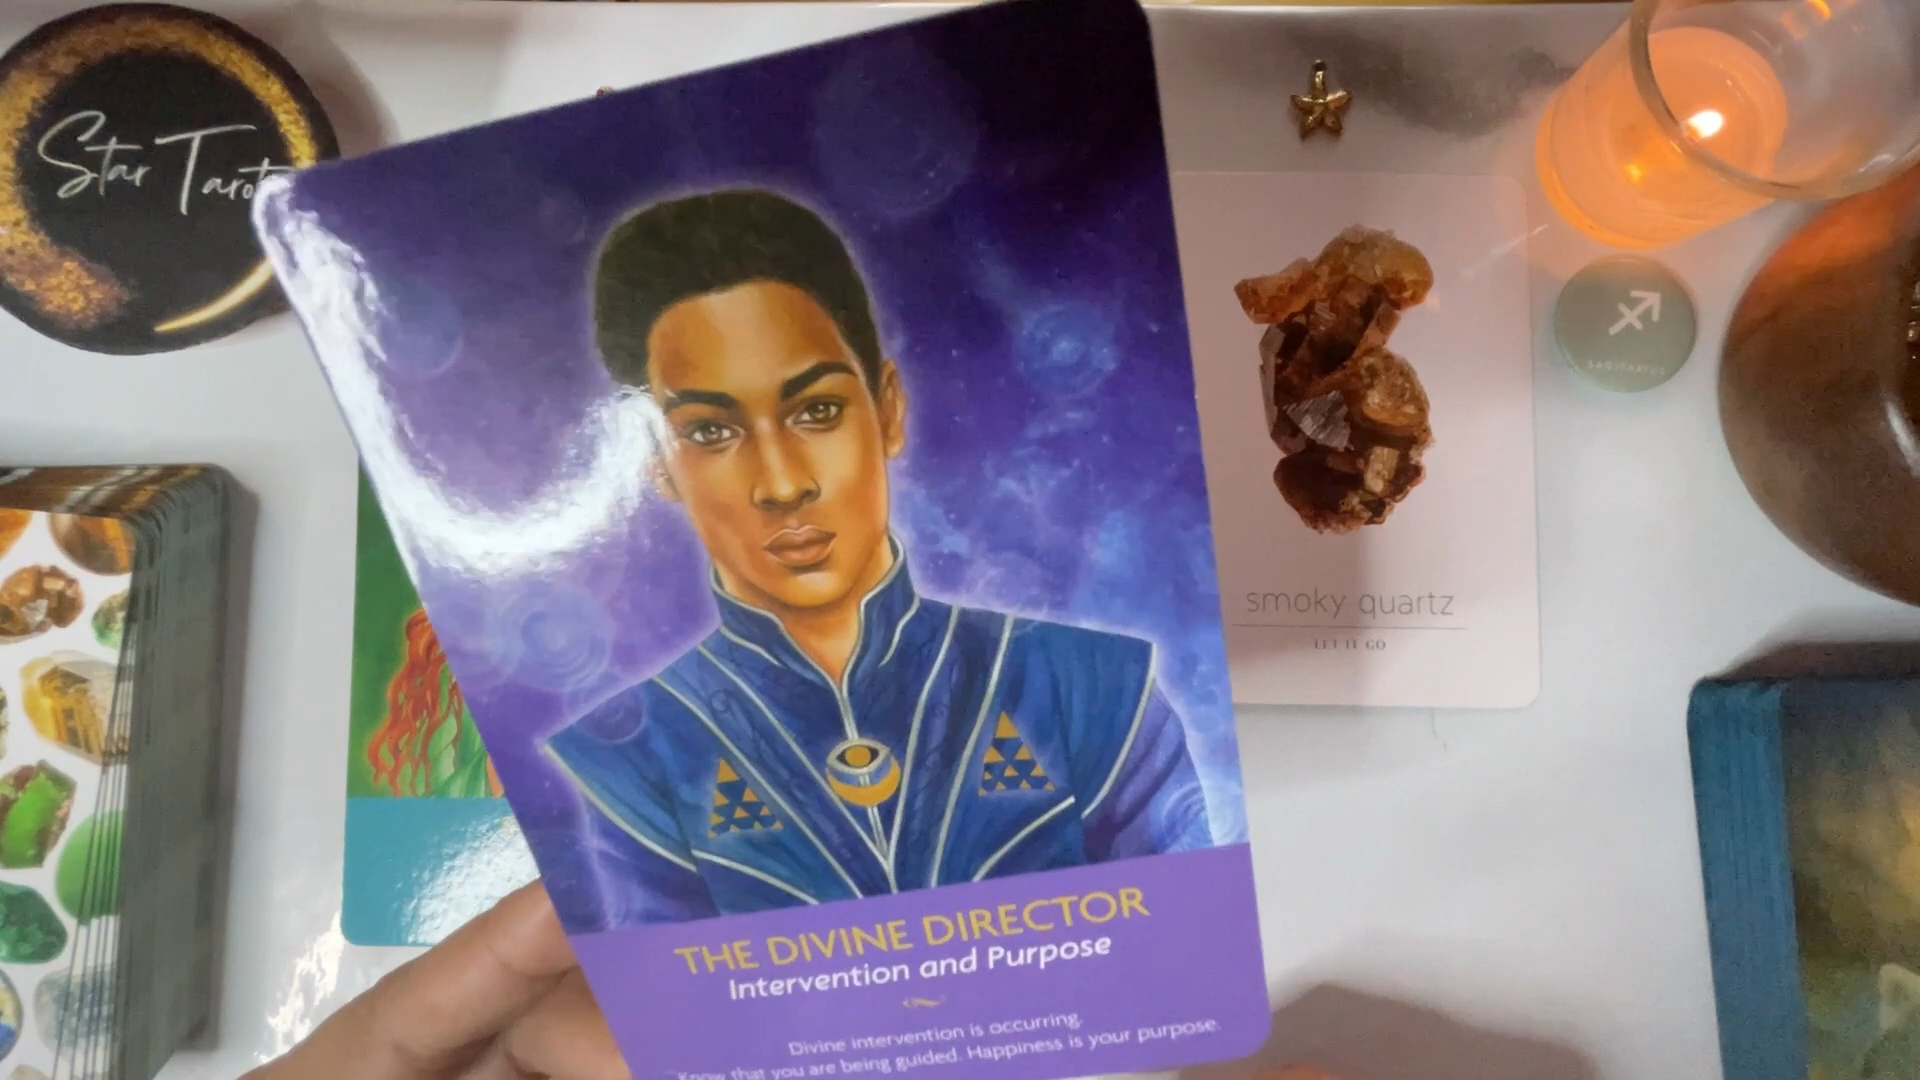 Star Tarot
SAGITTARIUS
smoky quartz
LET IT GO
THE DIVINE DIRECTOR
Intervention and Purpose
Divine intervention is occurring.
Know that you are being guided. Happiness is your purpose.